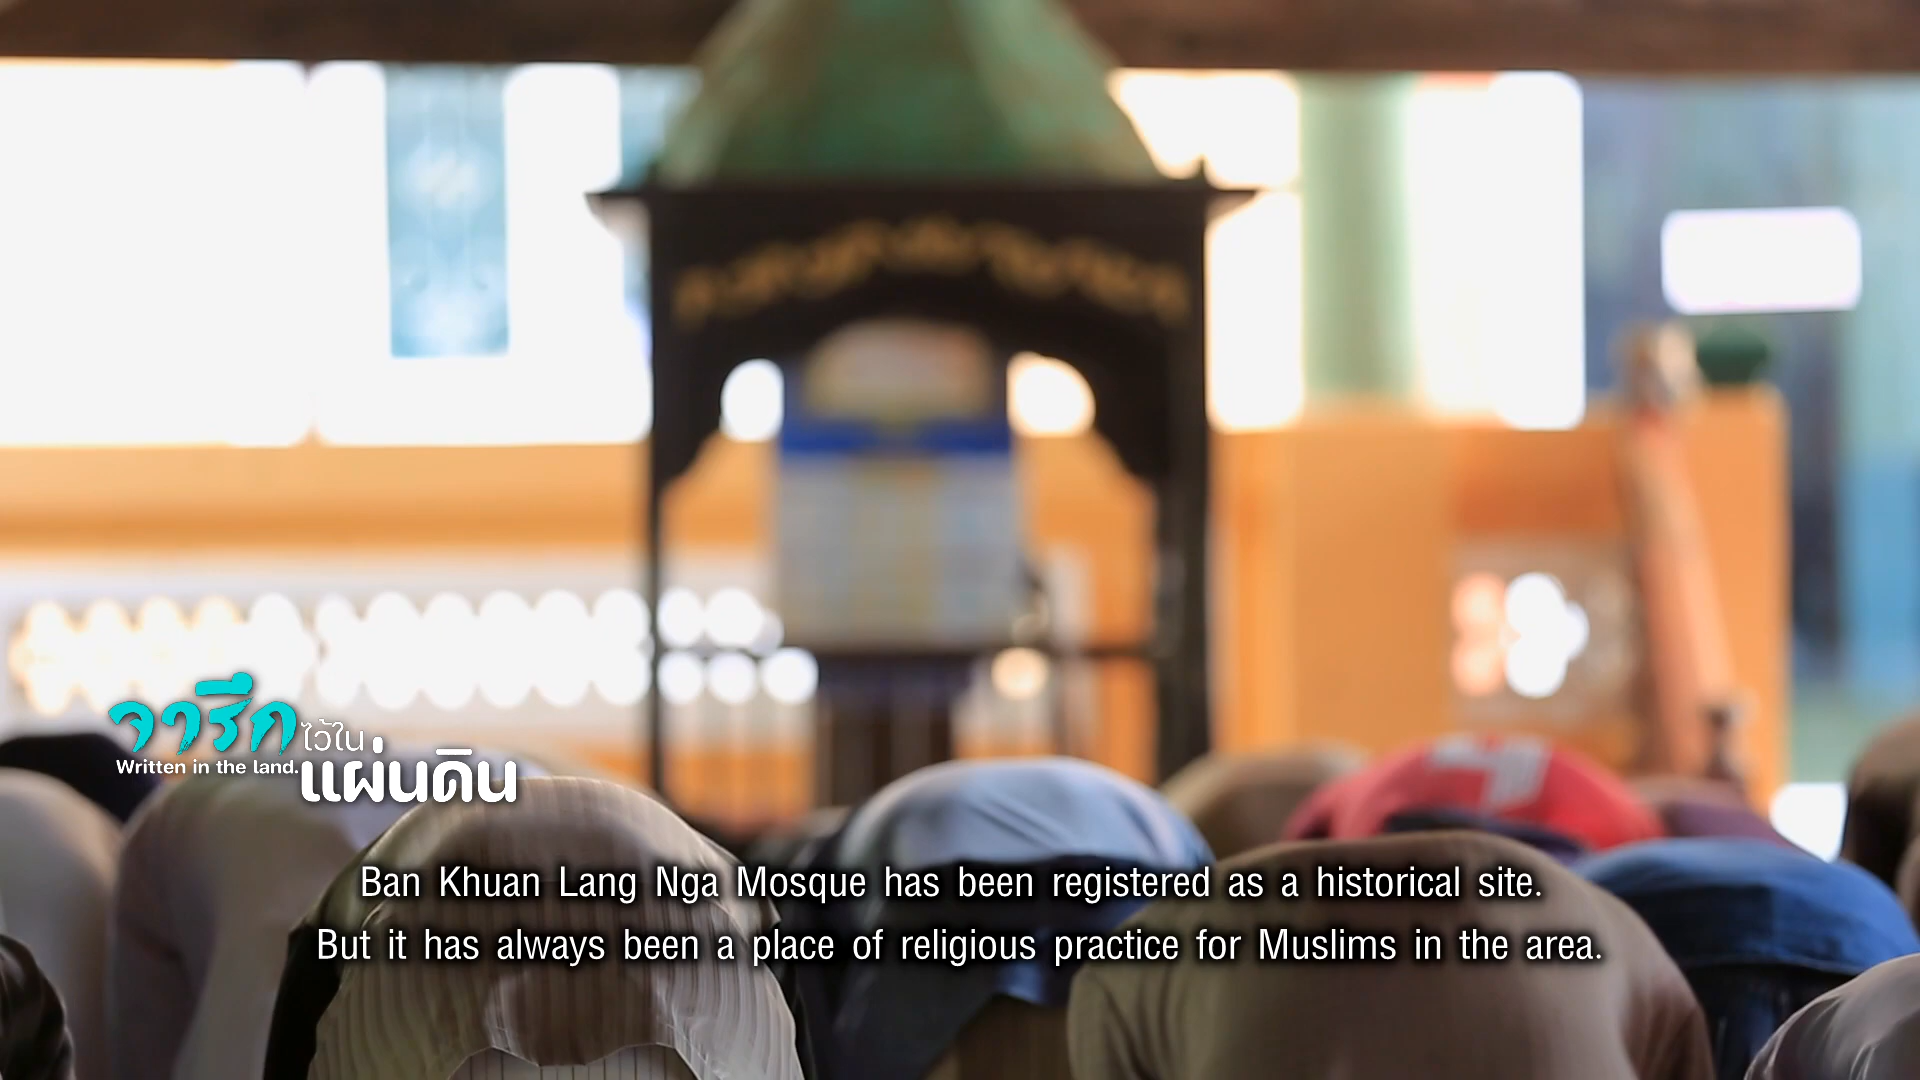 จารึก
ไว้ใน
Written in the land.
แผ่นดิน
Ban Khuan Lang Nga Mosque has been registered as a historical site.
But it has always been a place of religious practice for Muslims in the area.